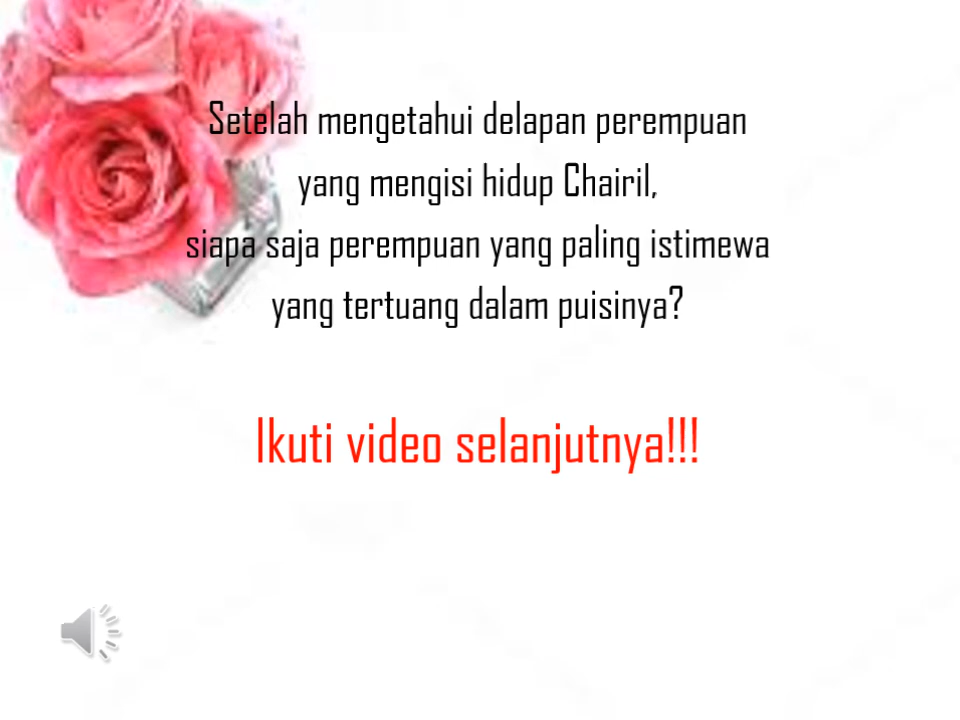 Setelah mengetahui delapan perempuan
yang mengisi hidup Chairil,
siapa saja perempuan yang paling istimewa
yang tertuang dalam puisinya?
Ikuti video selanjutnya!!!